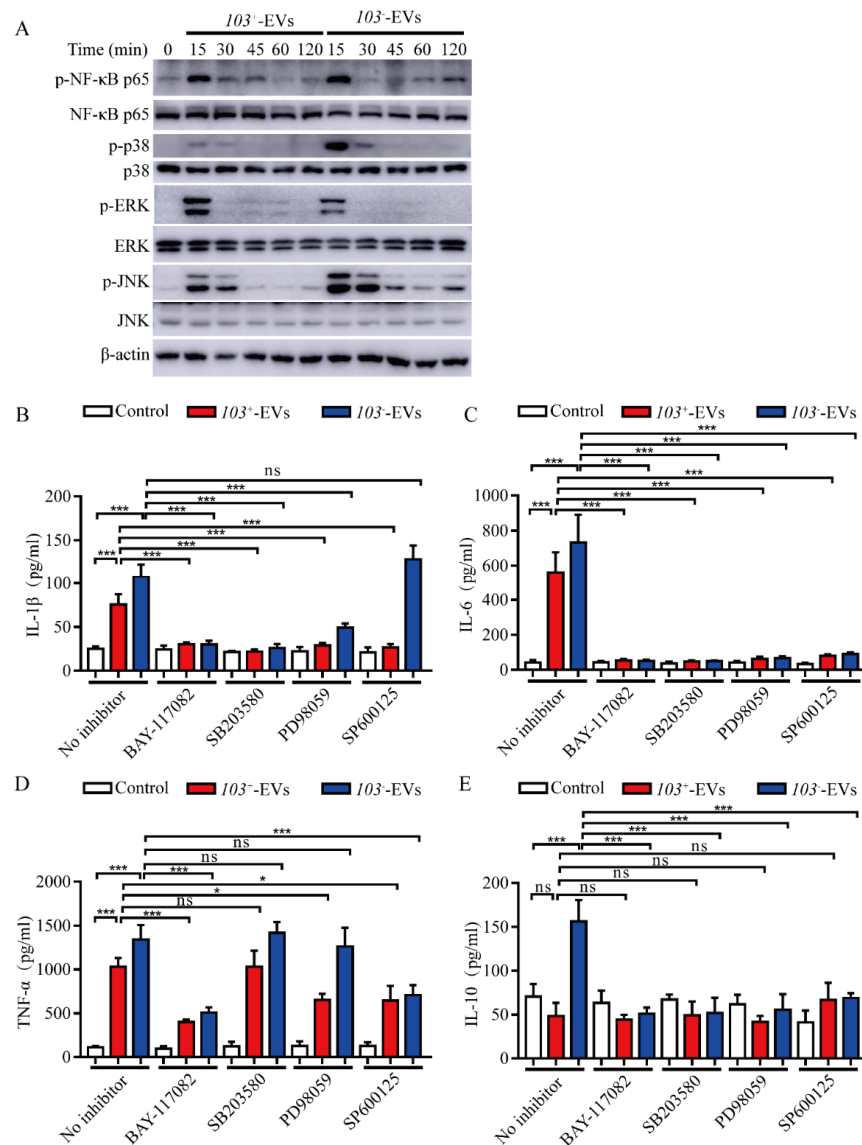 A
103⁺-EVs 103⁻-EVs
Time (min) 0 15 30 45 60 120 15 30 45 60 120
p-NF-κB p65
NF-κB p65
p-p38
p38
p-ERK
ERK
p-JNK
JNK
β-actin
B
Control 103⁺-EVs 103⁻-EVs
ns
***
***
*** ***
***
***
***
*** ***
IL-1β (pg/ml)
200
150
100
50
0
No inhibitor BAY-117082 SB203580 PD98059 SP600125
C
Control 103⁺-EVs 103⁻-EVs
***
***
***
*** ***
***
***
***
*** ***
IL-6 (pg/ml)
1000
800
600
400
200
0
No inhibitor BAY-117082 SB203580 PD98059 SP600125
D
Control 103⁺-EVs 103⁻-EVs
***
ns
ns
*** ***
*
*
ns
*** ***
TNF-α (pg/ml)
2000
1500
1000
500
0
No inhibitor BAY-117082 SB203580 PD98059 SP600125
E
Control 103⁺-EVs 103⁻-EVs
***
***
***
*** ***
ns
ns
ns
ns ns
IL-10 (pg/ml)
200
150
100
50
0
No inhibitor BAY-117082 SB203580 PD98059 SP600125